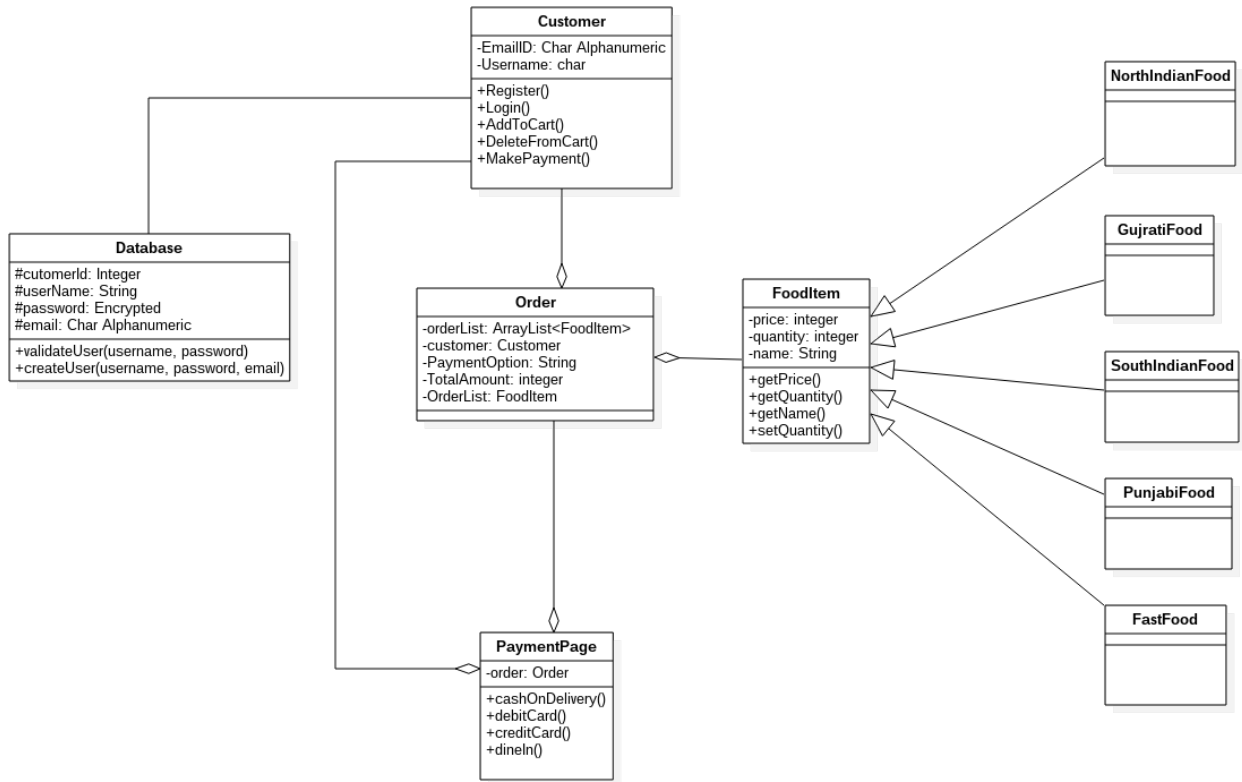 Customer
-EmailID: Char Alphanumeric
-Username: char
+Register()
+Login()
+AddToCart()
+DeleteFromCart()
+MakePayment()
Database
#cutomerId: Integer
#userName: String
#password: Encrypted
#email: Char Alphanumeric
+validateUser(username, password)
+createUser(username, password, email)
Order
-orderList: ArrayList<FoodItem>
-customer: Customer
-PaymentOption: String
-TotalAmount: integer
-OrderList: FoodItem
FoodItem
-price: integer
-quantity: integer
-name: String
+getPrice()
+getQuantity()
+getName()
+setQuantity()
NorthIndianFood
GujratiFood
SouthIndianFood
PunjabiFood
FastFood
PaymentPage
-order: Order
+cashOnDelivery()
+debitCard()
+creditCard()
+dineIn()